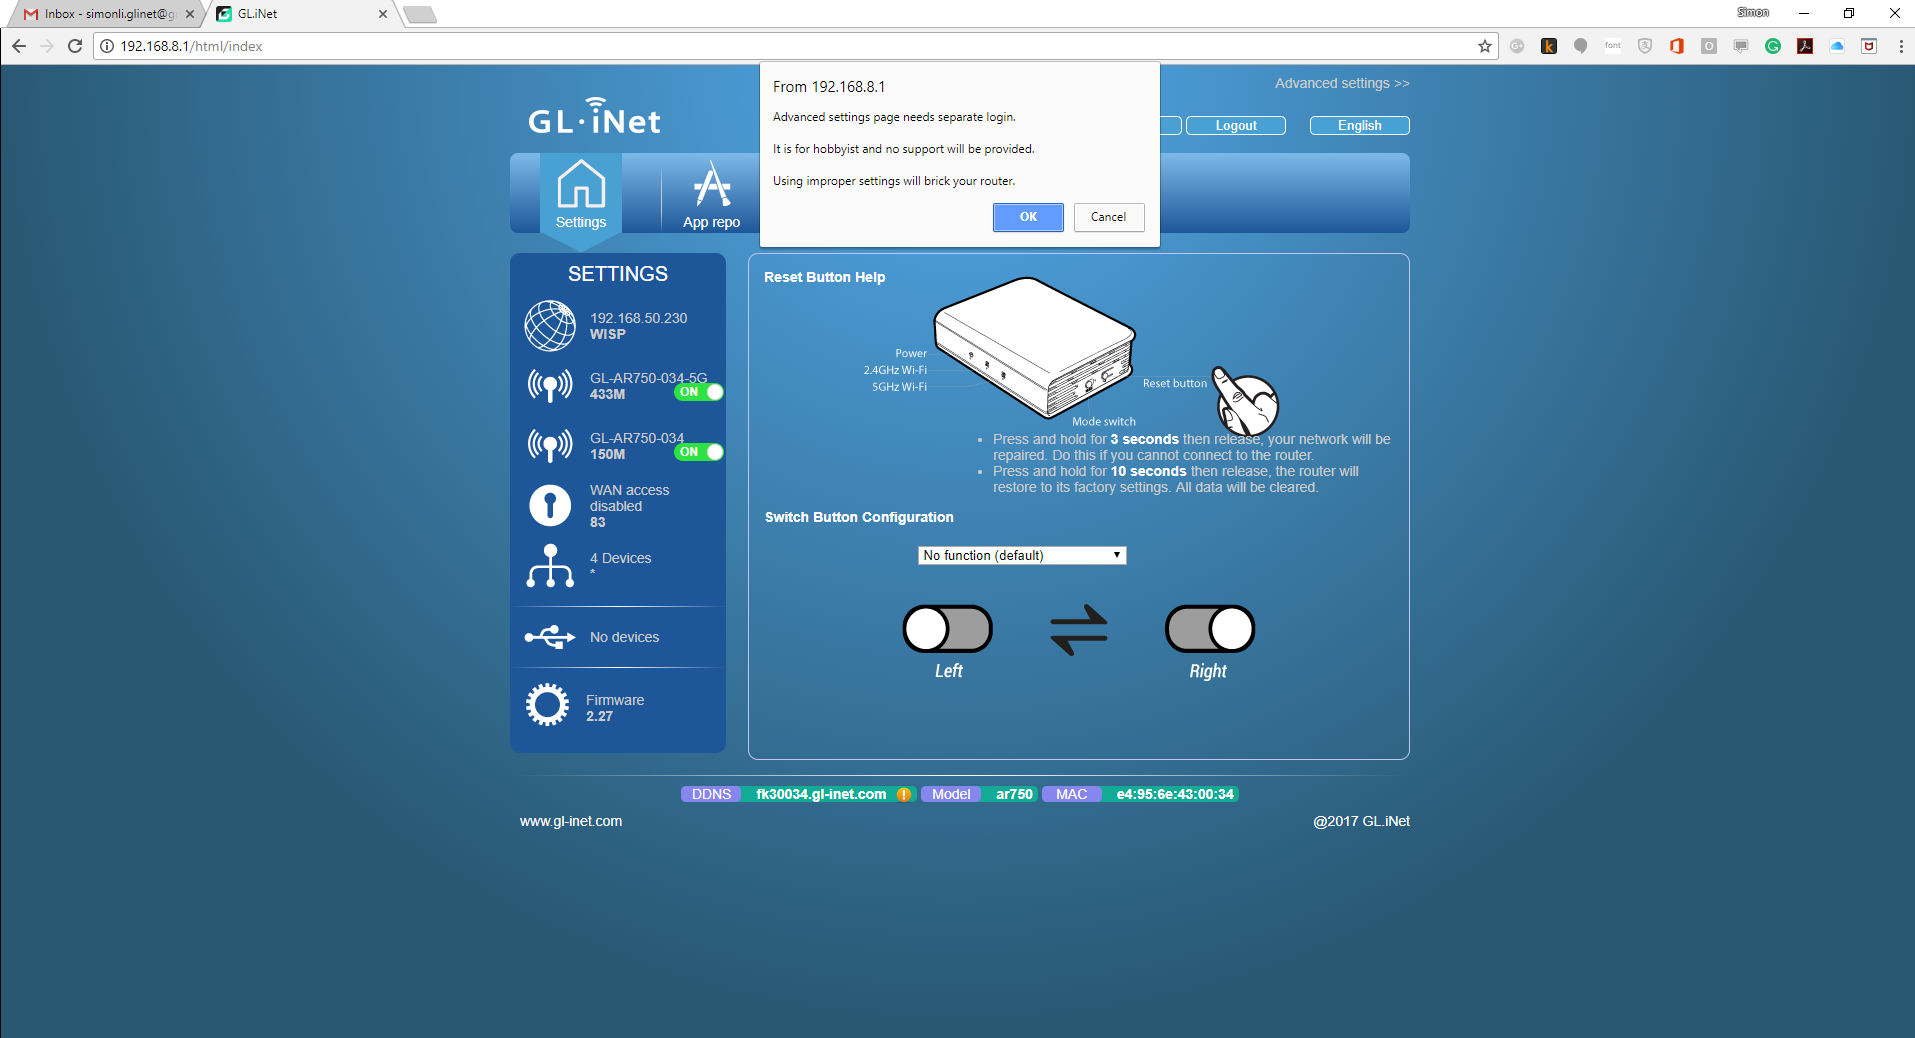 Inbox - simonli.glinet@g
GL.iNet
Simon
192.168.8.1/html/index
font
Advanced settings >>
GL·iNet
Logout
English
From 192.168.8.1
Advanced settings page needs separate login.
It is for hobbyist and no support will be provided.
Using improper settings will brick your router.
OK
Cancel
Settings
App repo
SETTINGS
192.168.50.230
WISP
GL-AR750-034-5G
433M
ON
GL-AR750-034
150M
ON
WAN access
disabled
83
4 Devices
*
No devices
Firmware
2.27
Reset Button Help
Power
2.4GHz Wi-Fi
5GHz Wi-Fi
Reset button
Mode switch
• Press and hold for 3 seconds then release, your network will be
repaired. Do this if you cannot connect to the router.
• Press and hold for 10 seconds then release, the router will
restore to its factory settings. All data will be cleared.
Switch Button Configuration
No function (default)
Left
Right
DDNS fk30034.gl-inet.com ! Model ar750 MAC e4:95:6e:43:00:34
www.gl-inet.com
@2017 GL.iNet